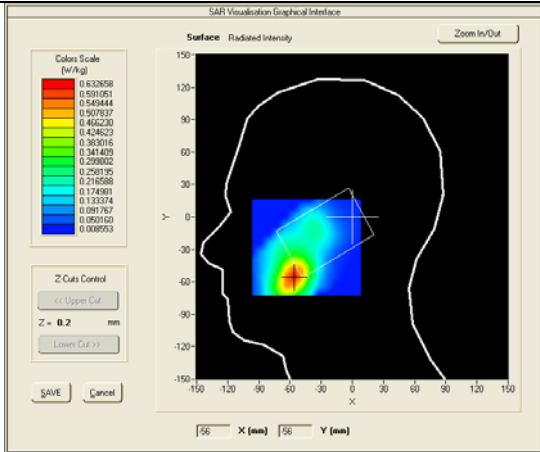 SAR Visualisation Graphical Interface
Surface Radiated Intensity
Zoom In/Out
Colors Scale
(W/kg)
0.632658
0.591051
0.549444
0.507837
0.466230
0.424623
0.383016
0.341409
0.299802
0.258195
0.216588
0.174981
0.133374
0.091767
0.050160
0.008553
150
120
90
60
30
0
-30
-60
-90
-120
-150
Y
-150 -120 -90 -60 -30 0 30 60 90 120 150
X
Z Cuts Control
<< Upper Cut
Z = 0.2 mm
Lower Cut >>
SAVE Cancel
-56 X (mm) -56 Y (mm)